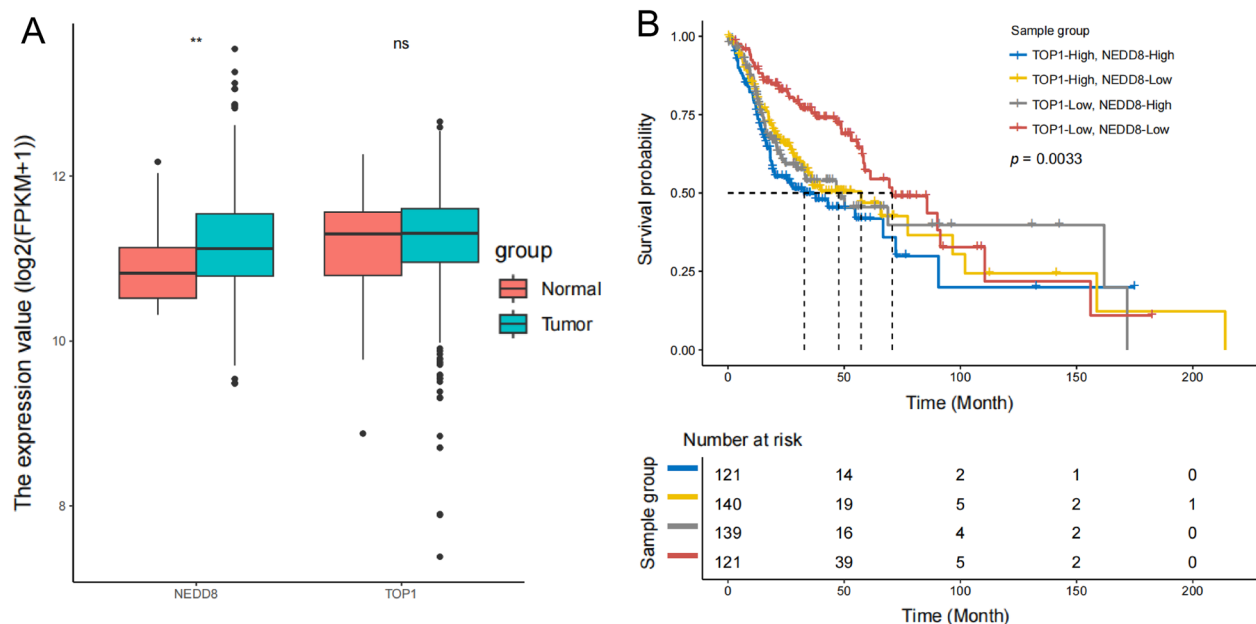 A
**
ns
The expression value (log2(FPKM+1))
12
10
8
NEDD8
TOP1
group
Normal
Tumor
B
Sample group
TOP1-High, NEDD8-High
TOP1-High, NEDD8-Low
TOP1-Low, NEDD8-High
TOP1-Low, NEDD8-Low
p = 0.0033
Survival probability
1.00
0.75
0.50
0.25
0.00
0 50 100 150 200
Time (Month)
Number at risk
Sample group
121 14 2 1 0
140 19 5 2 1
139 16 4 2 0
121 39 5 2 0
0 50 100 150 200
Time (Month)